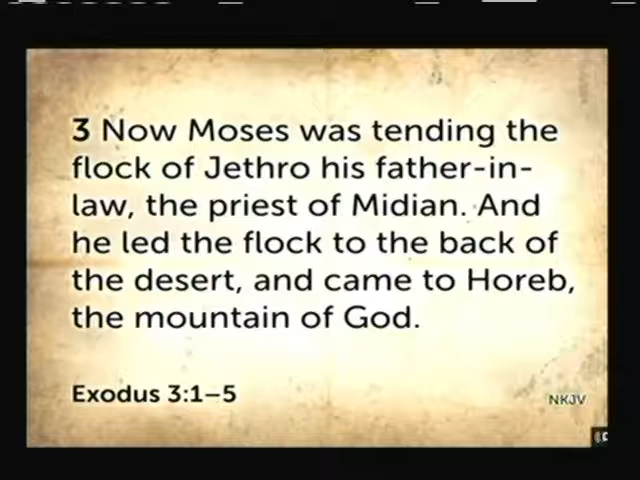 3 Now Moses was tending the
flock of Jethro his father-in-
law, the priest of Midian. And
he led the flock to the back of
the desert, and came to Horeb,
the mountain of God.
Exodus 3:1–5
NKJV